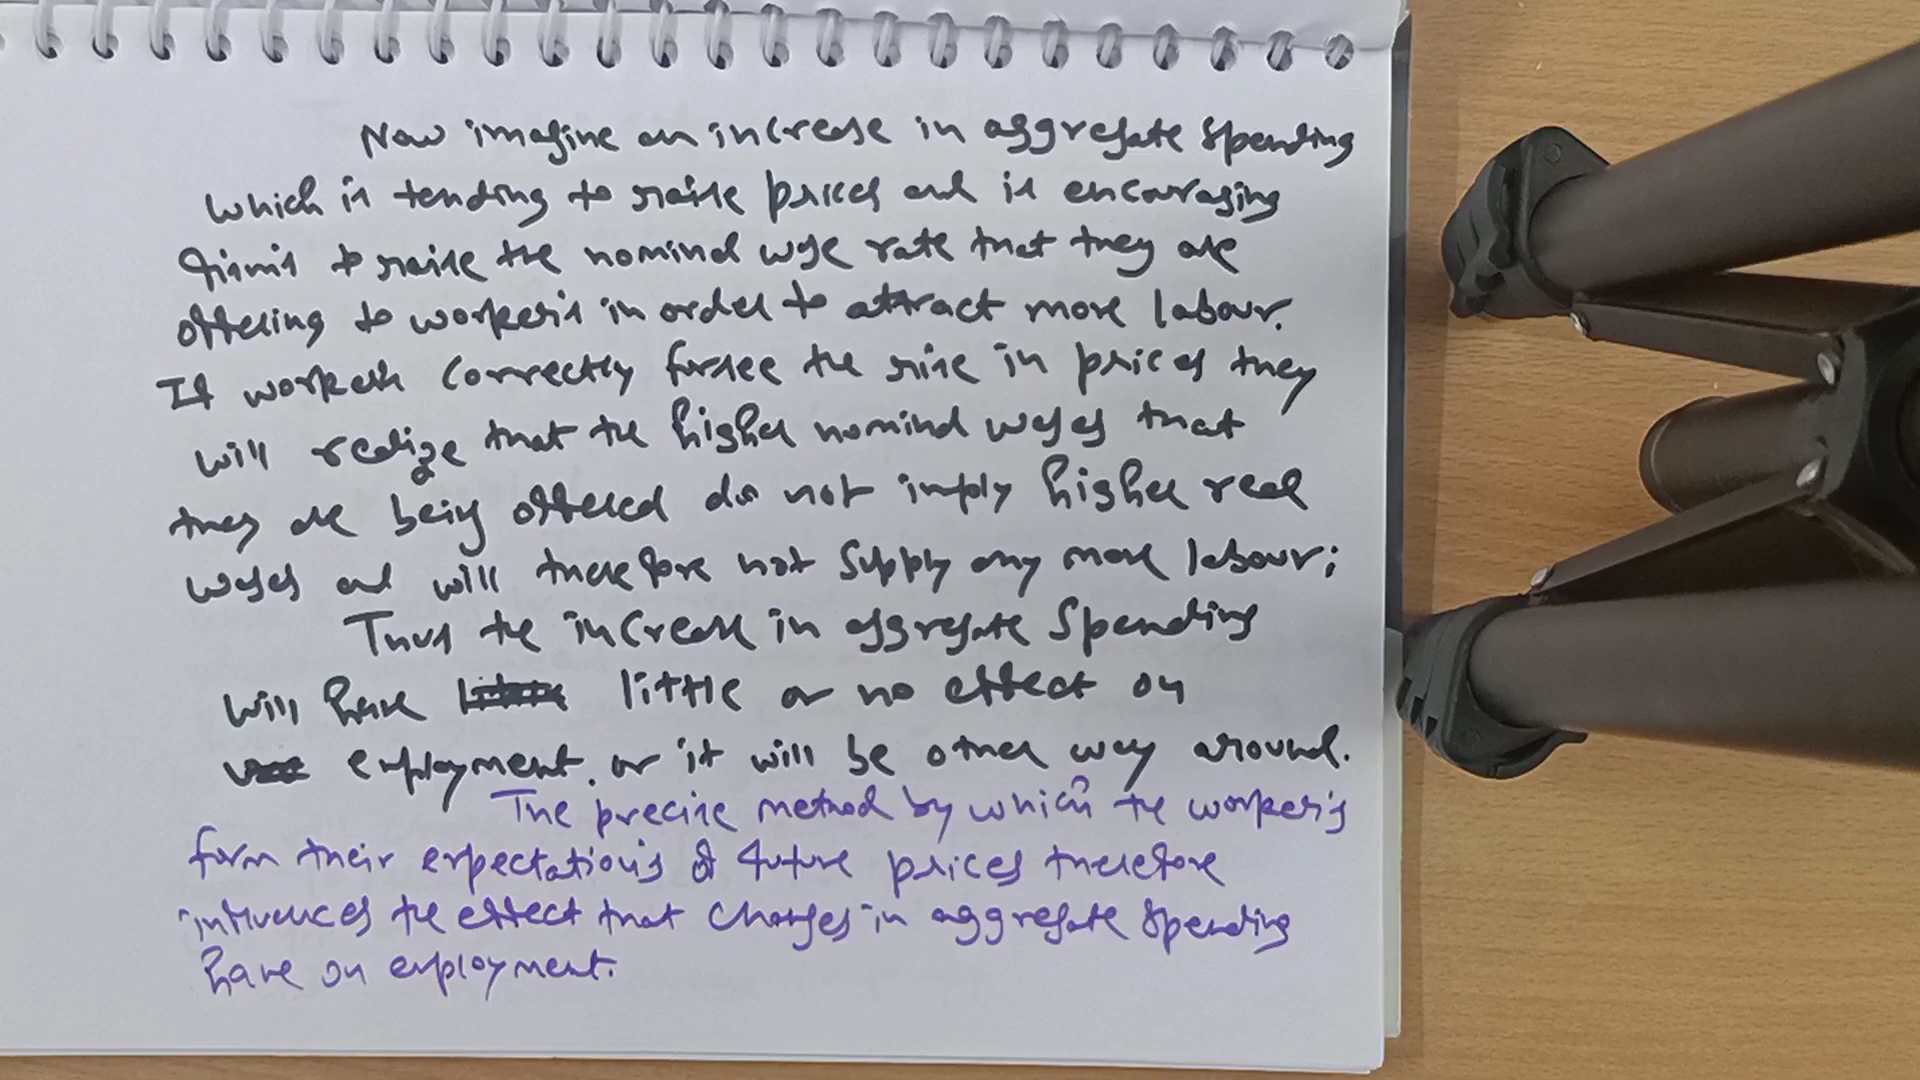 Now imagine an increase in aggregate spending
which is tending to raise prices and is encouraging
firms to raise the nominal wage rate that they are
offering to workers in order to attract more labour.
If workers correctly forsee the rise in prices they
will realize that the higher nominal wages that
they are being offered do not imply higher real
wages and will therefore not supply any more labour;
Thus the increase in aggregate spending
will have little or no effect on
employment. or it will be other way around.
The precise method by which the workers
form their expectations of future prices therefore
influences the effect that changes in aggregate spending
have on employment.